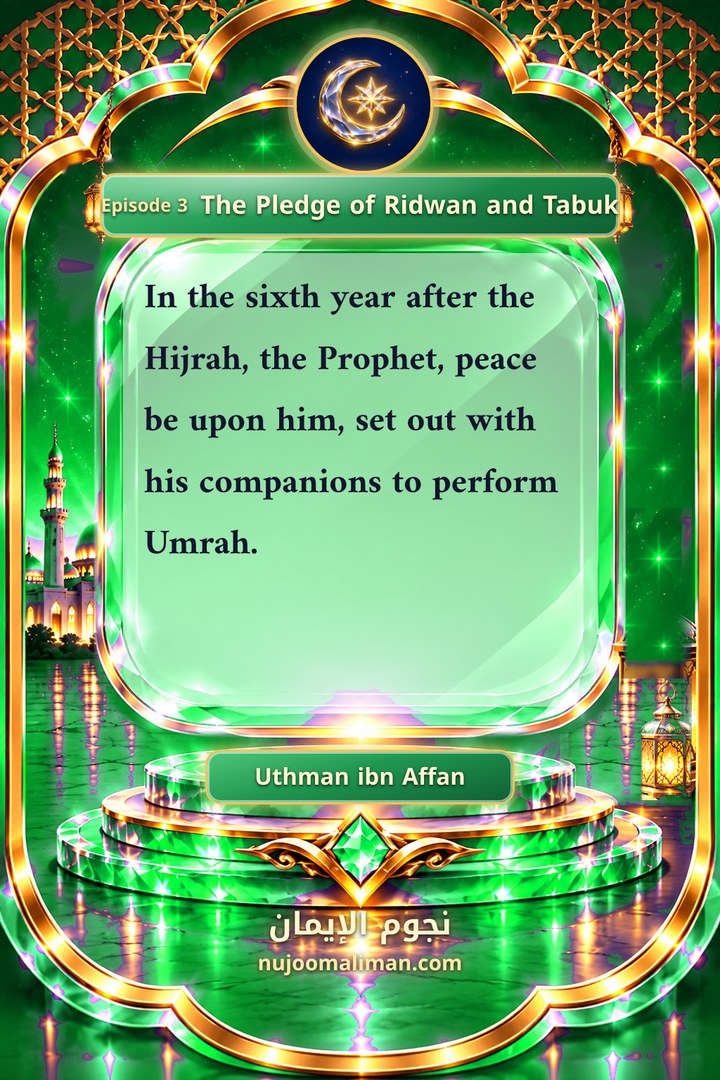 Episode 3 The Pledge of Ridwan and Tabuk
In the sixth year after the
Hijrah, the Prophet, peace
be upon him, set out with
his companions to perform
Umrah.
Uthman ibn Affan
نجوم الإيمان
nujoomaliman.com